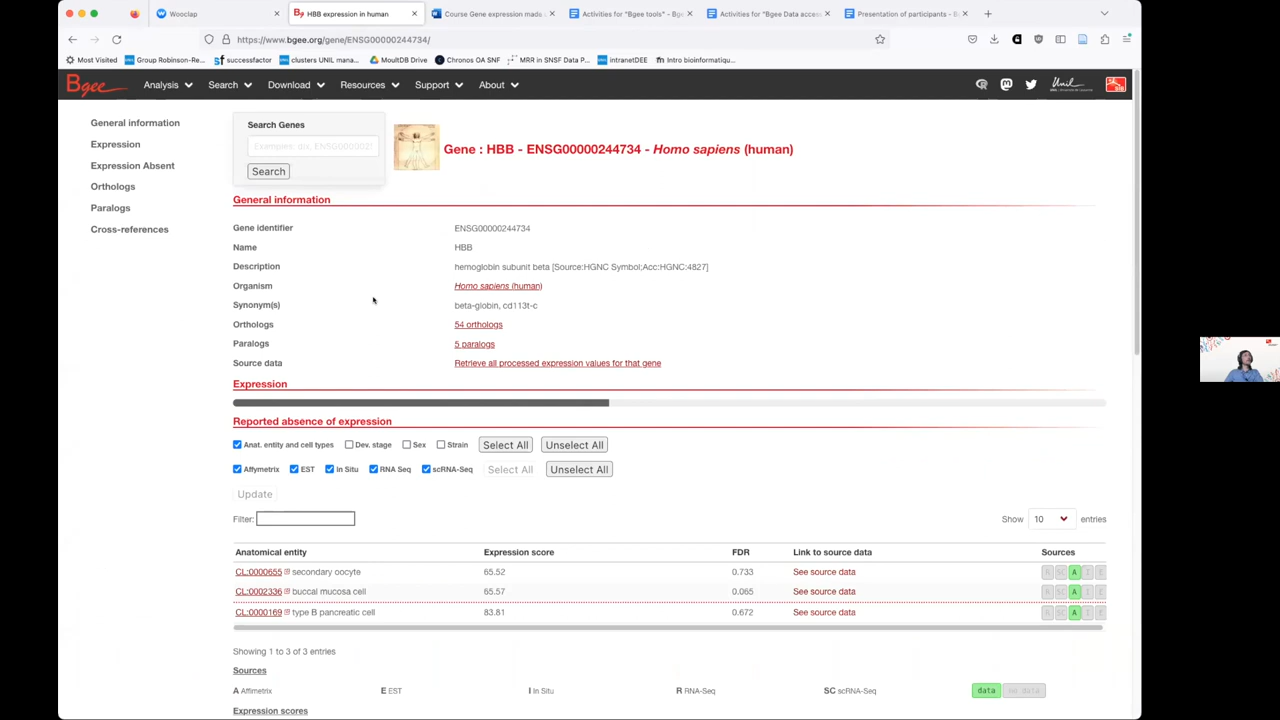 Wooclap
HBB expression in human
Course Gene expression made
Activities for "Bgee tools" - Bge
Activities for "Bgee Data access
Presentation of participants - B
https://www.bgee.org/gene/ENSG00000244734/
Most Visited Group Robinson-Re... successfactor clusters UNIL mana... MoultDB Drive Chronos OA SNF MRR in SNSF Data P... intranetDEE Intro bioinformatiqu...
Bgee Analysis Search Download Resources Support About Unil
General information
Expression
Expression Absent
Orthologs
Paralogs
Cross-references
Search Genes
Search
Gene : HBB - ENSG00000244734 - Homo sapiens (human)
General information
Gene identifier ENSG00000244734
Name HBB
Description hemoglobin subunit beta [Source:HGNC Symbol;Acc:HGNC:4827]
Organism Homo sapiens (human)
Synonym(s) beta-globin, cd113t-c
Orthologs 54 orthologs
Paralogs 5 paralogs
Source data Retrieve all processed expression values for that gene
Expression
Reported absence of expression
Anat. entity and cell types Dev. stage Sex Strain Select All Unselect All
Affymetrix EST In Situ RNA Seq scRNA-Seq Select All Unselect All
Update
Filter: Show 10 entries
Anatomical entity Expression score FDR Link to source data Sources
CL:0000655 secondary oocyte 65.52 0.733 See source data R SC A I E
CL:0002336 buccal mucosa cell 65.57 0.065 See source data R SC A I E
CL:0000169 type B pancreatic cell 83.81 0.672 See source data R SC A I E
Showing 1 to 3 of 3 entries
Sources
A Affimetrix E EST I In Situ R RNA-Seq SC scRNA-Seq data no data
Expression scores